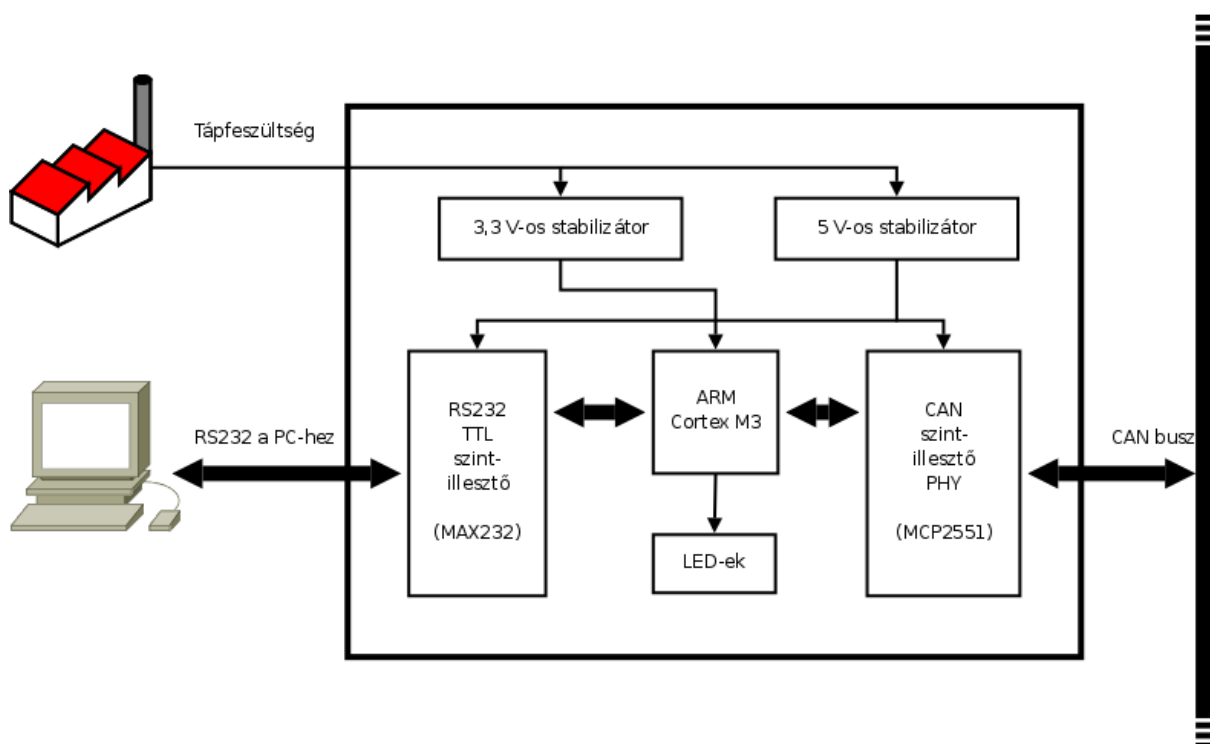 Tápfeszültség
3,3 V-os stabilizátor
5 V-os stabilizátor
RS232 a PC-hez
RS232
TTL
szint-
illesztő
(MAX232)
ARM
Cortex M3
LED-ek
CAN
szint-
illesztő
PHY
(MCP2551)
CAN busz